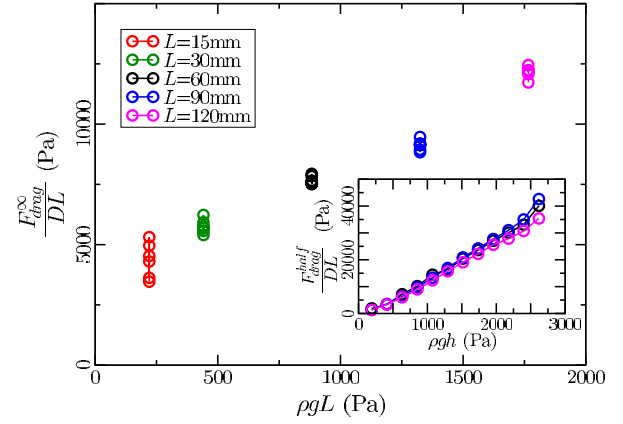 L=15mm
L=30mm
L=60mm
L=90mm
L=120mm
F∞drag/DL (Pa)
0
5000
10000
0
500
1000
1500
2000
ρgL (Pa)
Fhalfdrag/DL (Pa)
0
20000
40000
0
1000
2000
3000
ρgh (Pa)